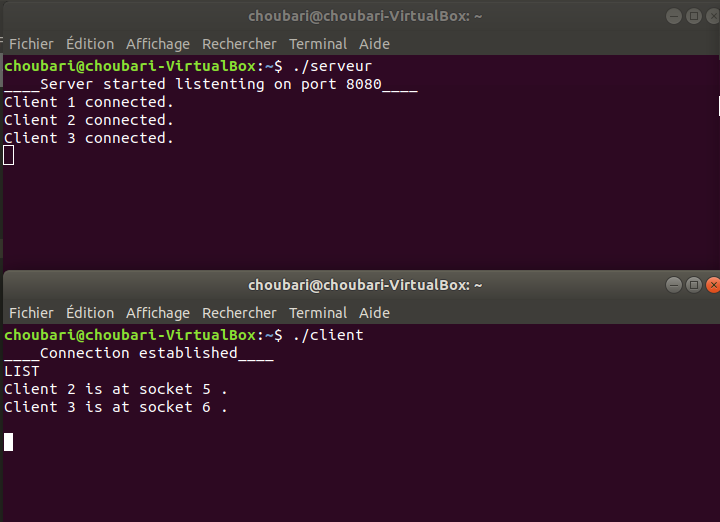 choubari@choubari-VirtualBox: ~
Fichier Édition Affichage Rechercher Terminal Aide
choubari@choubari-VirtualBox:~$ ./serveur
____Server started listenting on port 8080____
Client 1 connected.
Client 2 connected.
Client 3 connected.
choubari@choubari-VirtualBox: ~
Fichier Édition Affichage Rechercher Terminal Aide
choubari@choubari-VirtualBox:~$ ./client
____Connection established____
LIST
Client 2 is at socket 5 .
Client 3 is at socket 6 .